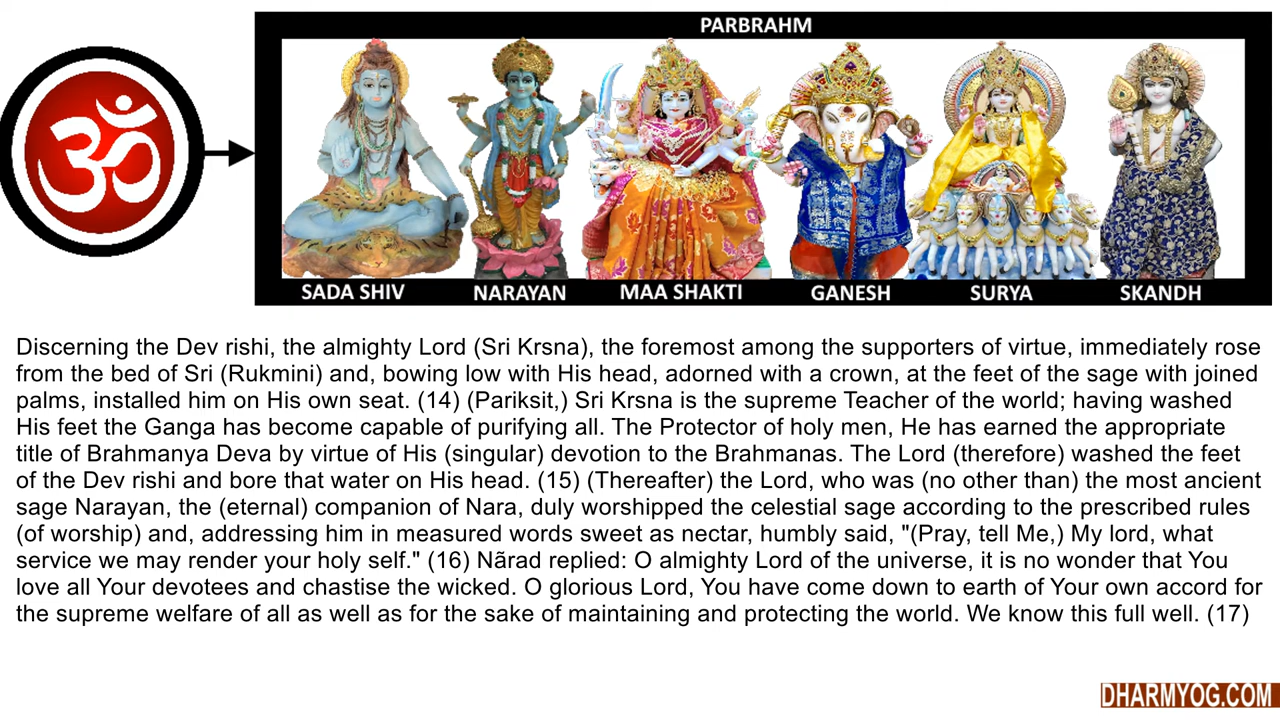 PARBRAHM
ॐ
SADA SHIV NARAYAN MAA SHAKTI GANESH SURYA SKANDH
Discerning the Dev rishi, the almighty Lord (Sri Krsna), the foremost among the supporters of virtue, immediately rose
from the bed of Sri (Rukmini) and, bowing low with His head, adorned with a crown, at the feet of the sage with joined
palms, installed him on His own seat. (14) (Pariksit,) Sri Krsna is the supreme Teacher of the world; having washed
His feet the Ganga has become capable of purifying all. The Protector of holy men, He has earned the appropriate
title of Brahmanya Deva by virtue of His (singular) devotion to the Brahmanas. The Lord (therefore) washed the feet
of the Dev rishi and bore that water on His head. (15) (Thereafter) the Lord, who was (no other than) the most ancient
sage Narayan, the (eternal) companion of Nara, duly worshipped the celestial sage according to the prescribed rules
(of worship) and, addressing him in measured words sweet as nectar, humbly said, "(Pray, tell Me,) My lord, what
service we may render your holy self." (16) Nãrad replied: O almighty Lord of the universe, it is no wonder that You
love all Your devotees and chastise the wicked. O glorious Lord, You have come down to earth of Your own accord for
the supreme welfare of all as well as for the sake of maintaining and protecting the world. We know this full well. (17)
DHARMYOG.COM